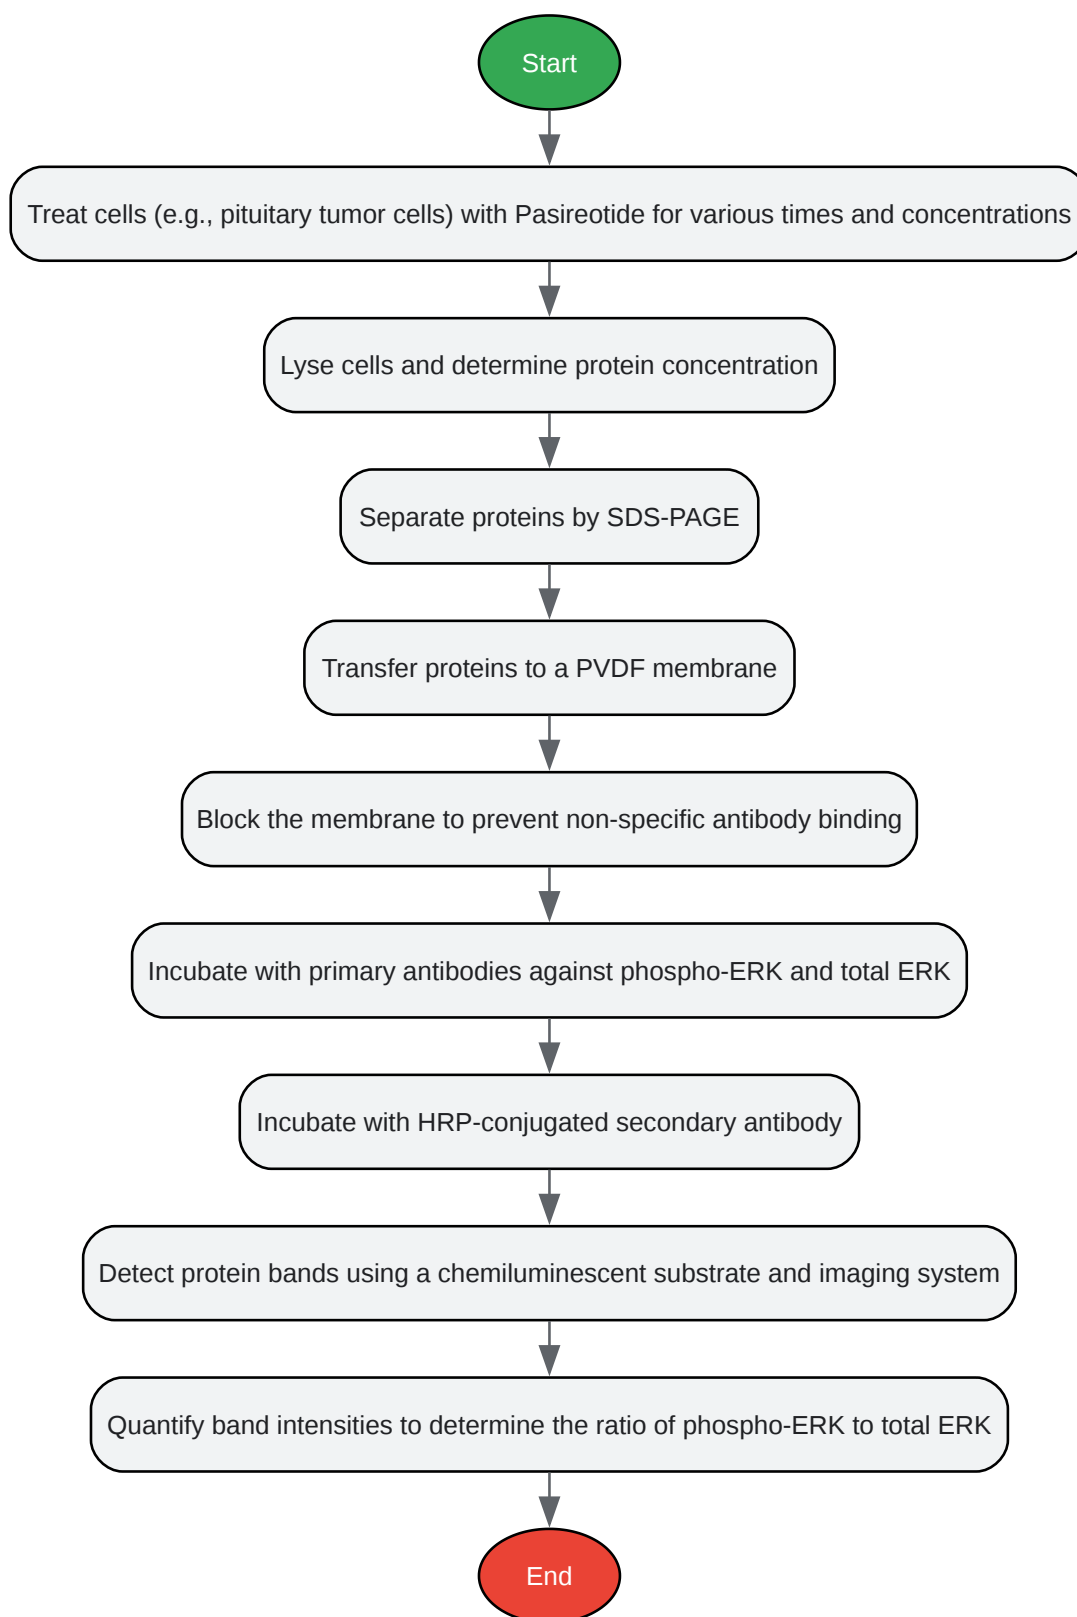 Start
Treat cells (e.g., pituitary tumor cells) with Pasireotide for various times and concentrations
Lyse cells and determine protein concentration
Separate proteins by SDS-PAGE
Transfer proteins to a PVDF membrane
Block the membrane to prevent non-specific antibody binding
Incubate with primary antibodies against phospho-ERK and total ERK
Incubate with HRP-conjugated secondary antibody
Detect protein bands using a chemiluminescent substrate and imaging system
Quantify band intensities to determine the ratio of phospho-ERK to total ERK
End